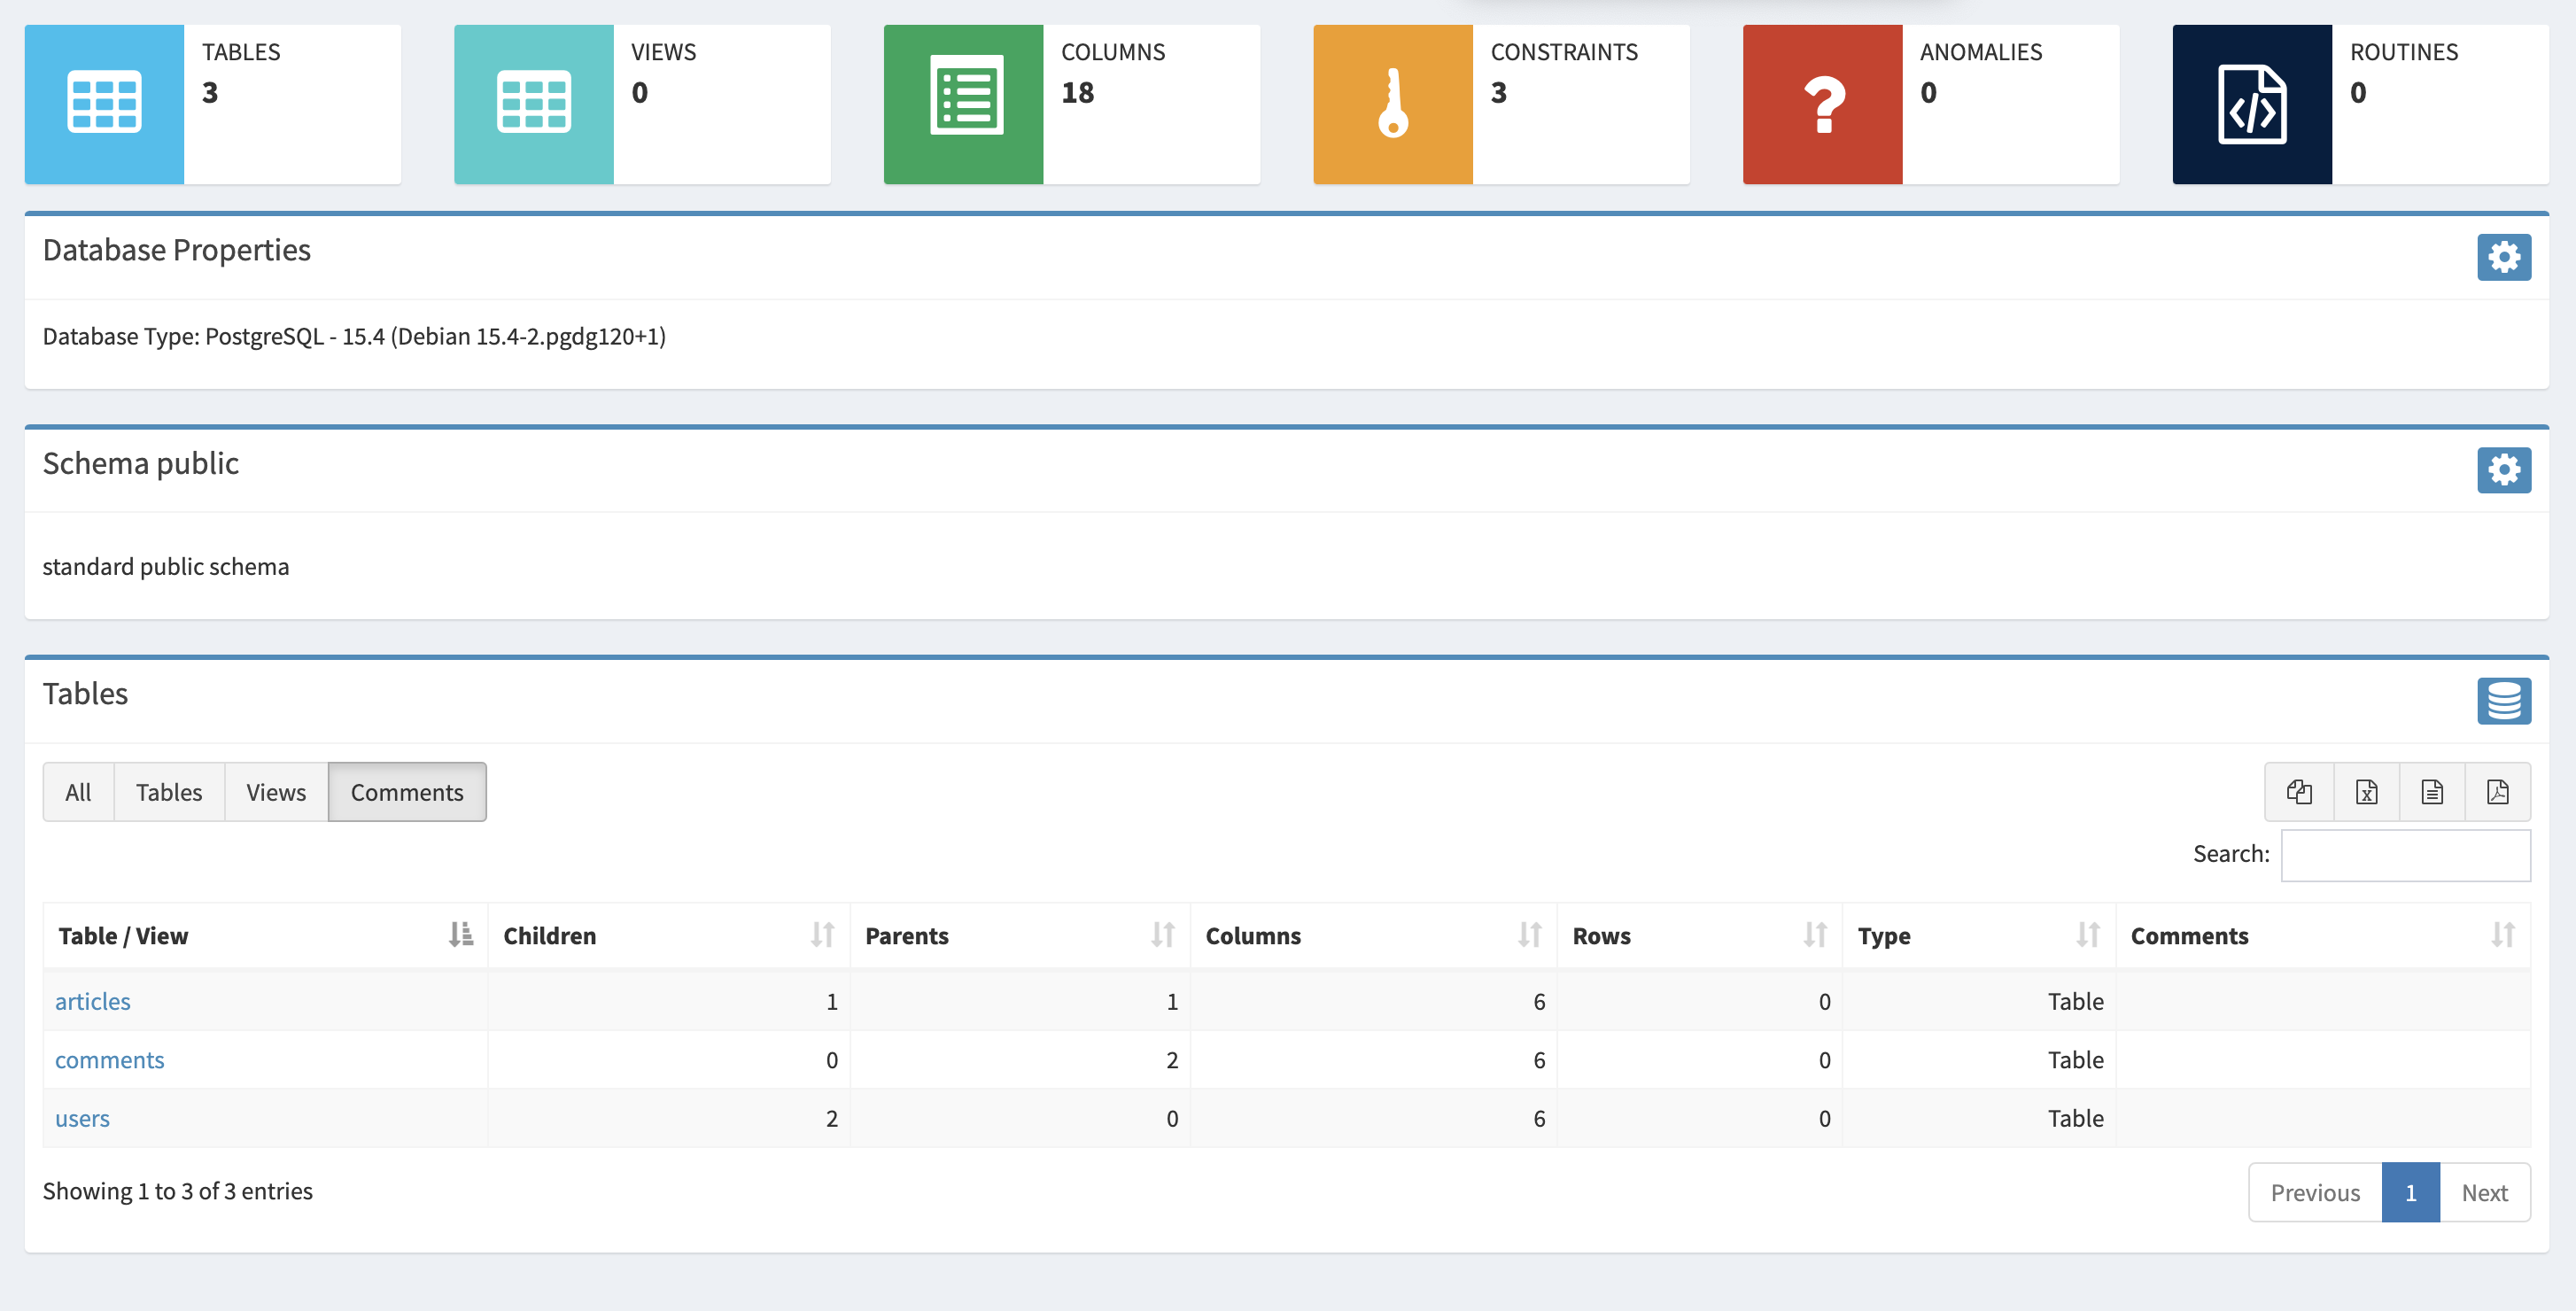 TABLES
3
VIEWS
0
COLUMNS
18
CONSTRAINTS
3
ANOMALIES
0
ROUTINES
0
Database Properties
Database Type: PostgreSQL - 15.4 (Debian 15.4-2.pgdg120+1)
Schema public
standard public schema
Tables
All Tables Views Comments
Search:
Table / View Children Parents Columns Rows Type Comments
articles 1 1 6 0 Table
comments 0 2 6 0 Table
users 2 0 6 0 Table
Showing 1 to 3 of 3 entries
Previous 1 Next